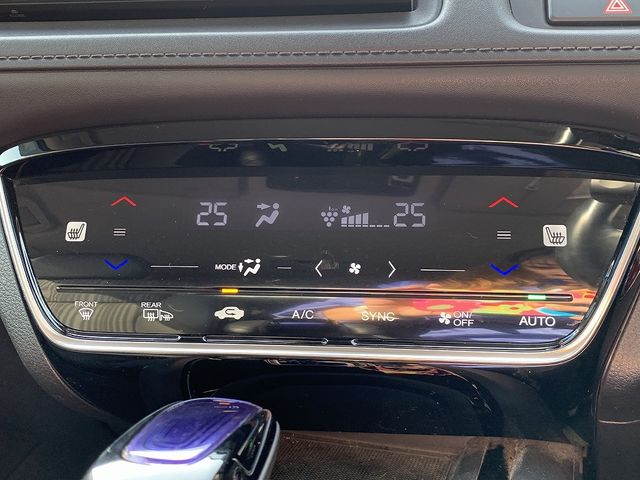 25 25
MODE
FRONT REAR A/C SYNC ON/
OFF AUTO